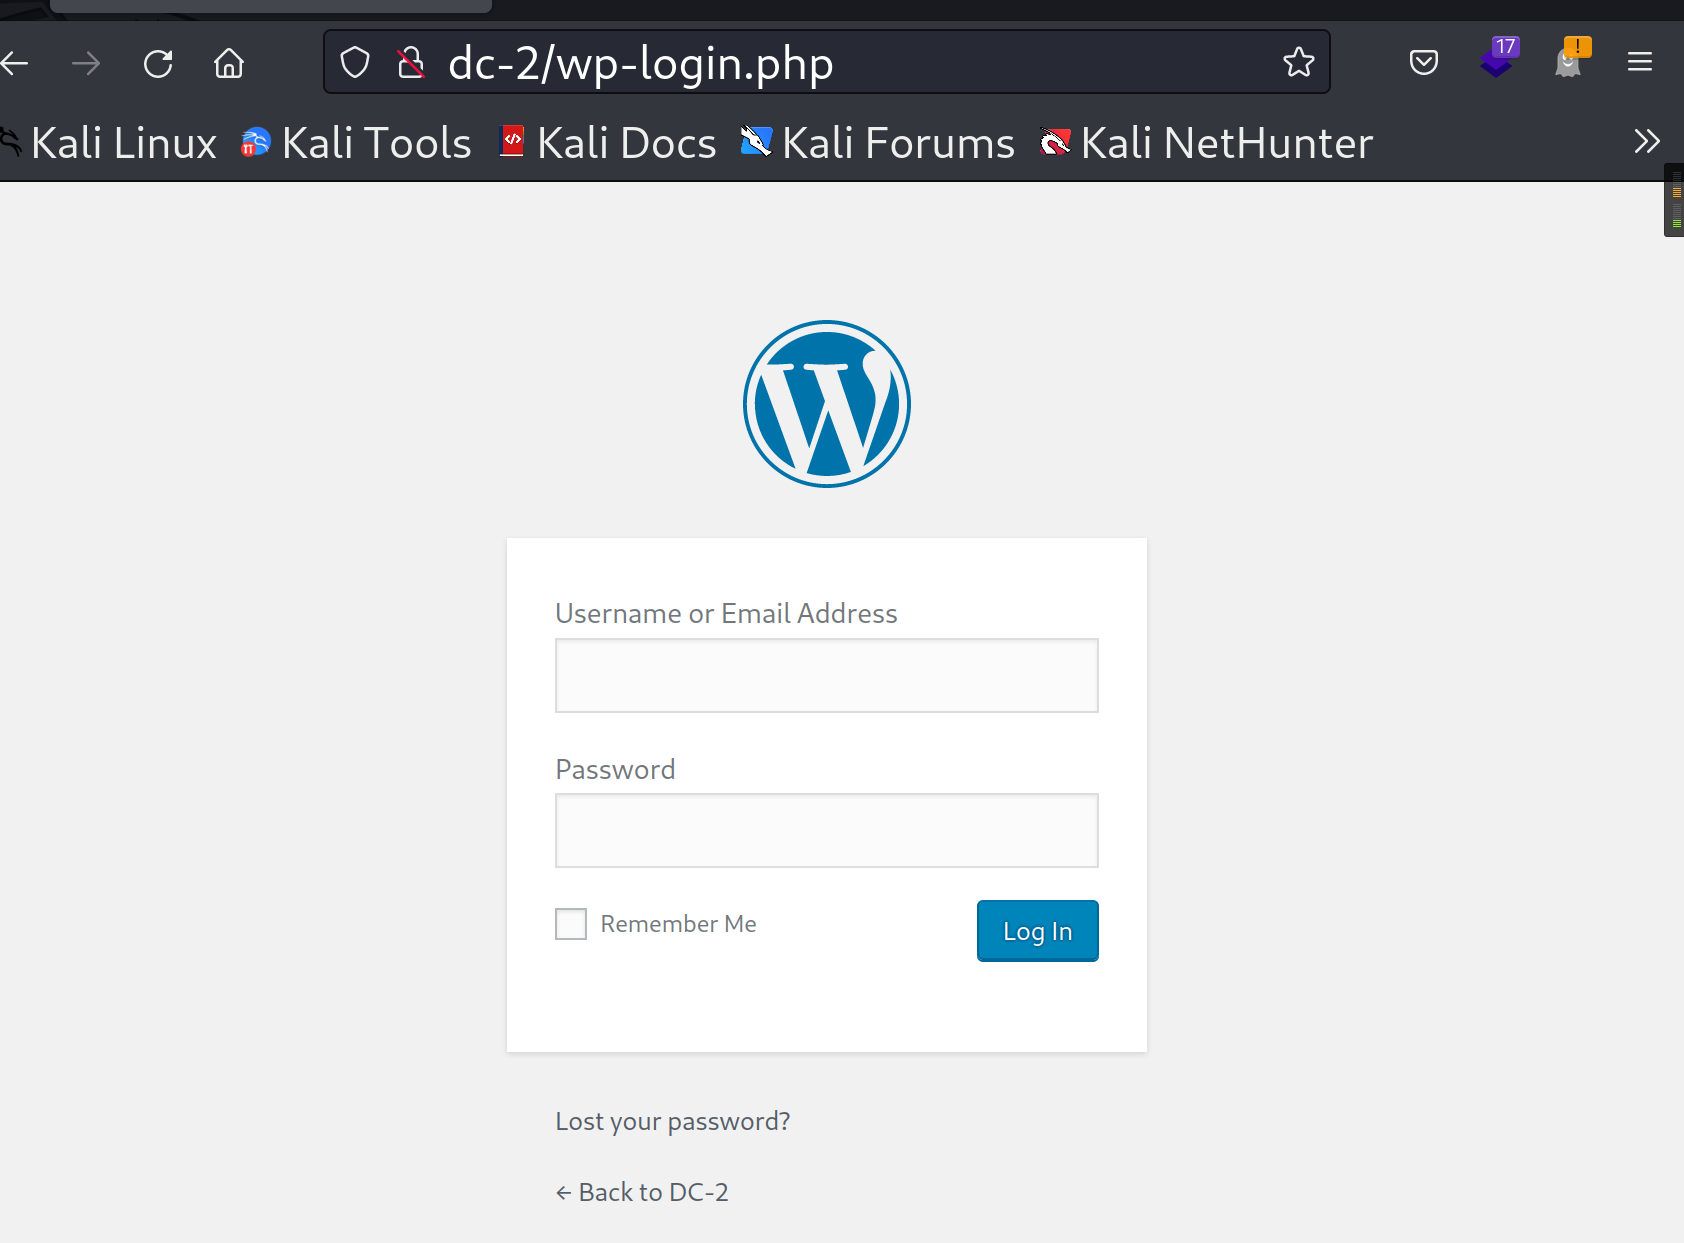 dc-2/wp-login.php
17
!
Kali Linux Kali Tools Kali Docs Kali Forums Kali NetHunter
Username or Email Address
Password
Remember Me
Log In
Lost your password?
← Back to DC-2